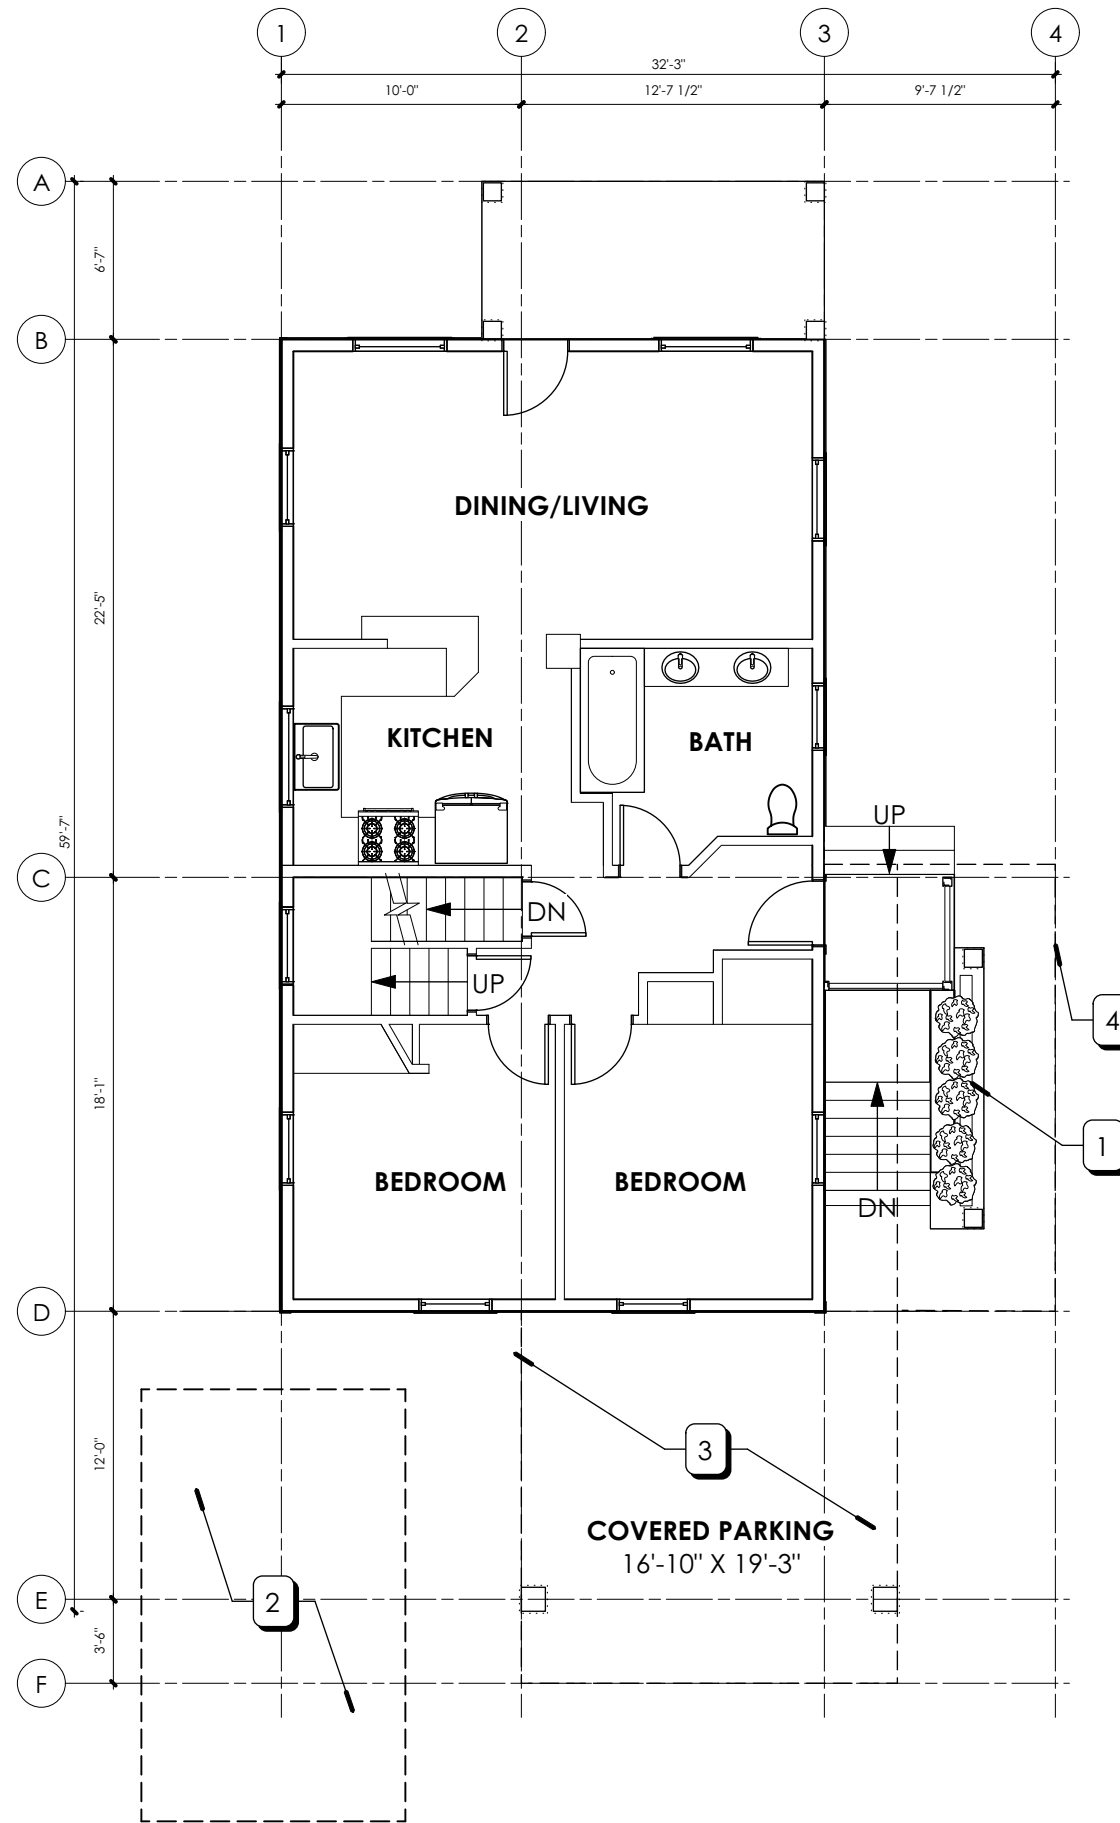 1
2
3
4
32'-3"
10'-0"
12'-7 1/2"
9'-7 1/2"
A
6'-7"
B
DINING/LIVING
22'-5"
KITCHEN
BATH
59'-7"
UP
C
DN
UP
4
18'-1"
1
BEDROOM
BEDROOM
DN
D
12'-0"
3
COVERED PARKING
16'-10" X 19'-3"
E
2
3'-6"
F